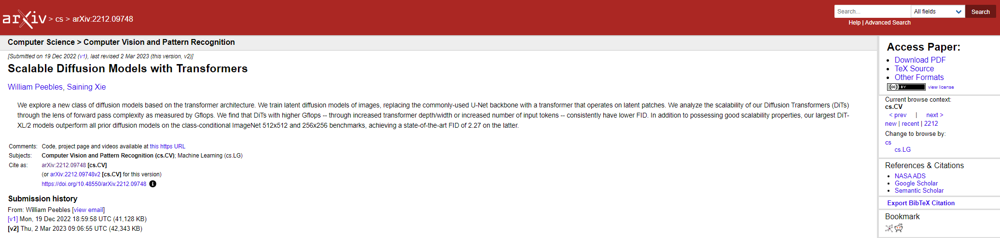 arXiv > cs > arXiv:2212.09748
Search...
All fields
Search
Help | Advanced Search
Computer Science > Computer Vision and Pattern Recognition
[Submitted on 19 Dec 2022 (v1), last revised 2 Mar 2023 (this version, v2)]
Scalable Diffusion Models with Transformers
William Peebles, Saining Xie
We explore a new class of diffusion models based on the transformer architecture. We train latent diffusion models of images, replacing the commonly-used U-Net backbone with a transformer that operates on latent patches. We analyze the scalability of our Diffusion Transformers (DiTs)
through the lens of forward pass complexity as measured by Gflops. We find that DiTs with higher Gflops -- through increased transformer depth/width or increased number of input tokens -- consistently have lower FID. In addition to possessing good scalability properties, our largest DiT-
XL/2 models outperform all prior diffusion models on the class-conditional ImageNet 512x512 and 256x256 benchmarks, achieving a state-of-the-art FID of 2.27 on the latter.
Comments: Code, project page and videos available at this https URL
Subjects: Computer Vision and Pattern Recognition (cs.CV); Machine Learning (cs.LG)
Cite as: arXiv:2212.09748 [cs.CV]
(or arXiv:2212.09748v2 [cs.CV] for this version)
https://doi.org/10.48550/arXiv.2212.09748
Submission history
From: William Peebles [view email]
[v1] Mon, 19 Dec 2022 18:59:58 UTC (41,128 KB)
[v2] Thu, 2 Mar 2023 09:06:55 UTC (42,343 KB)
Access Paper:
Download PDF
TeX Source
Other Formats
(cc) BY view license
Current browse context:
cs.CV
< prev | next >
new | recent | 2212
Change to browse by:
cs
cs.LG
References & Citations
NASA ADS
Google Scholar
Semantic Scholar
Export BibTeX Citation
Bookmark